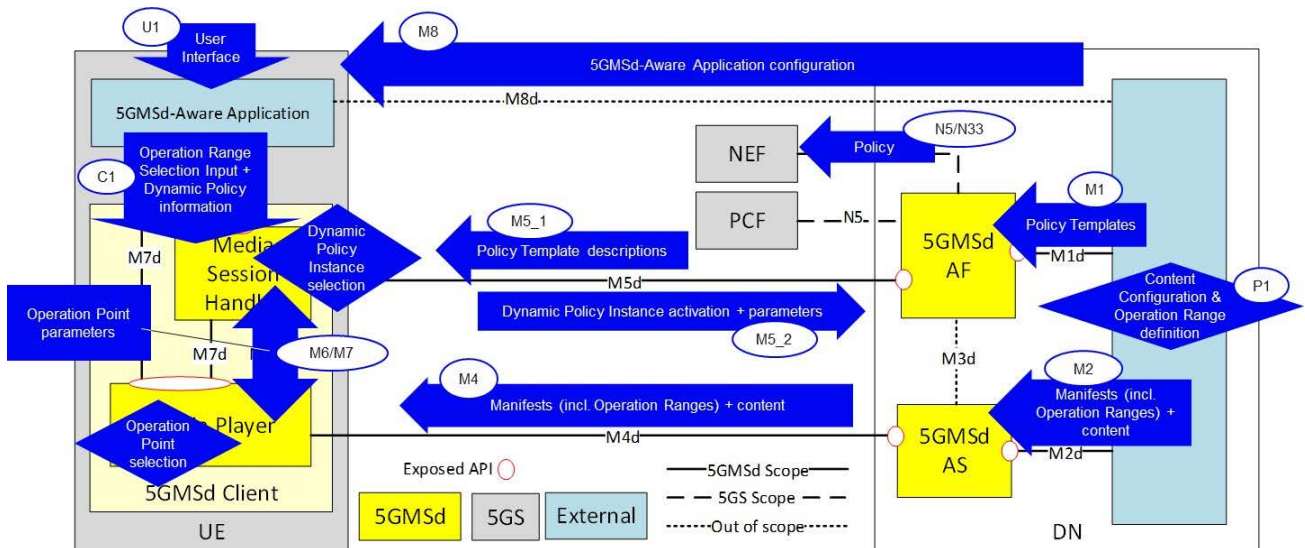 U1
User
Interface
M8
5GMSd-Aware Application configuration
5GMSd-Aware Application
M8d
N5/N33
NEF
Policy
C1
Operation Range
Selection Input +
Dynamic Policy
information
M1
Policy Templates
PCF
N5
5GMSd
AF
M1d
M5_1
Policy Template descriptions
Dynamic
Policy
Instance
selection
Media
Session
M7d
M5d
P1
Content
Configuration &
Operation Range
definition
Operation Point
parameters
Dynamic Policy Instance activation + parameters
M5_2
M7d
M6/M7
M3d
M4
Manifests (incl. Operation Ranges) + content
M2
Manifests (incl.
Operation Ranges) +
content
M4d
5GMSd
AS
M2d
Operation
Point
selection
Player
5GMSd Client
UE
Exposed API
5GMSd
5GS
External
5GMSd Scope
5GS Scope
Out of scope
DN